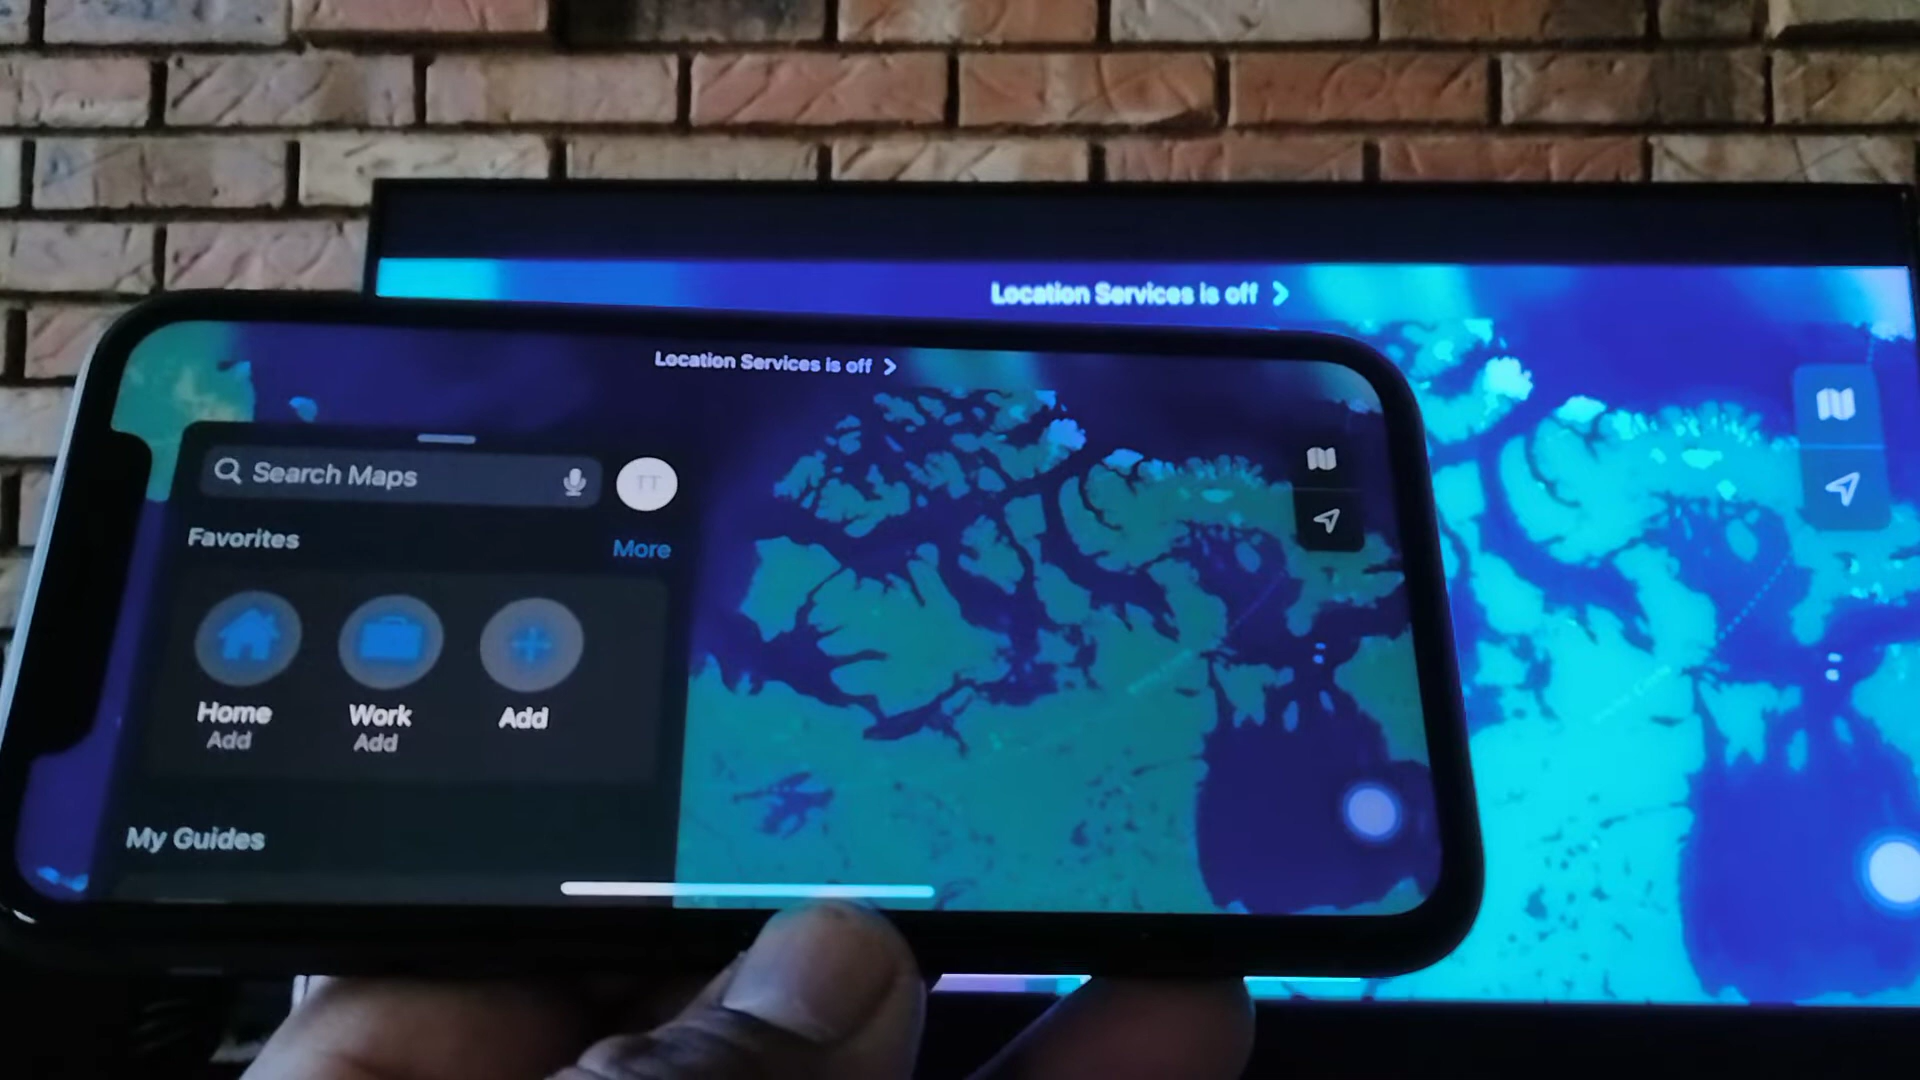 Location Services is off
Location Services is off
Search Maps
TT
Favorites
More
Home
Add
Work
Add
Add
My Guides